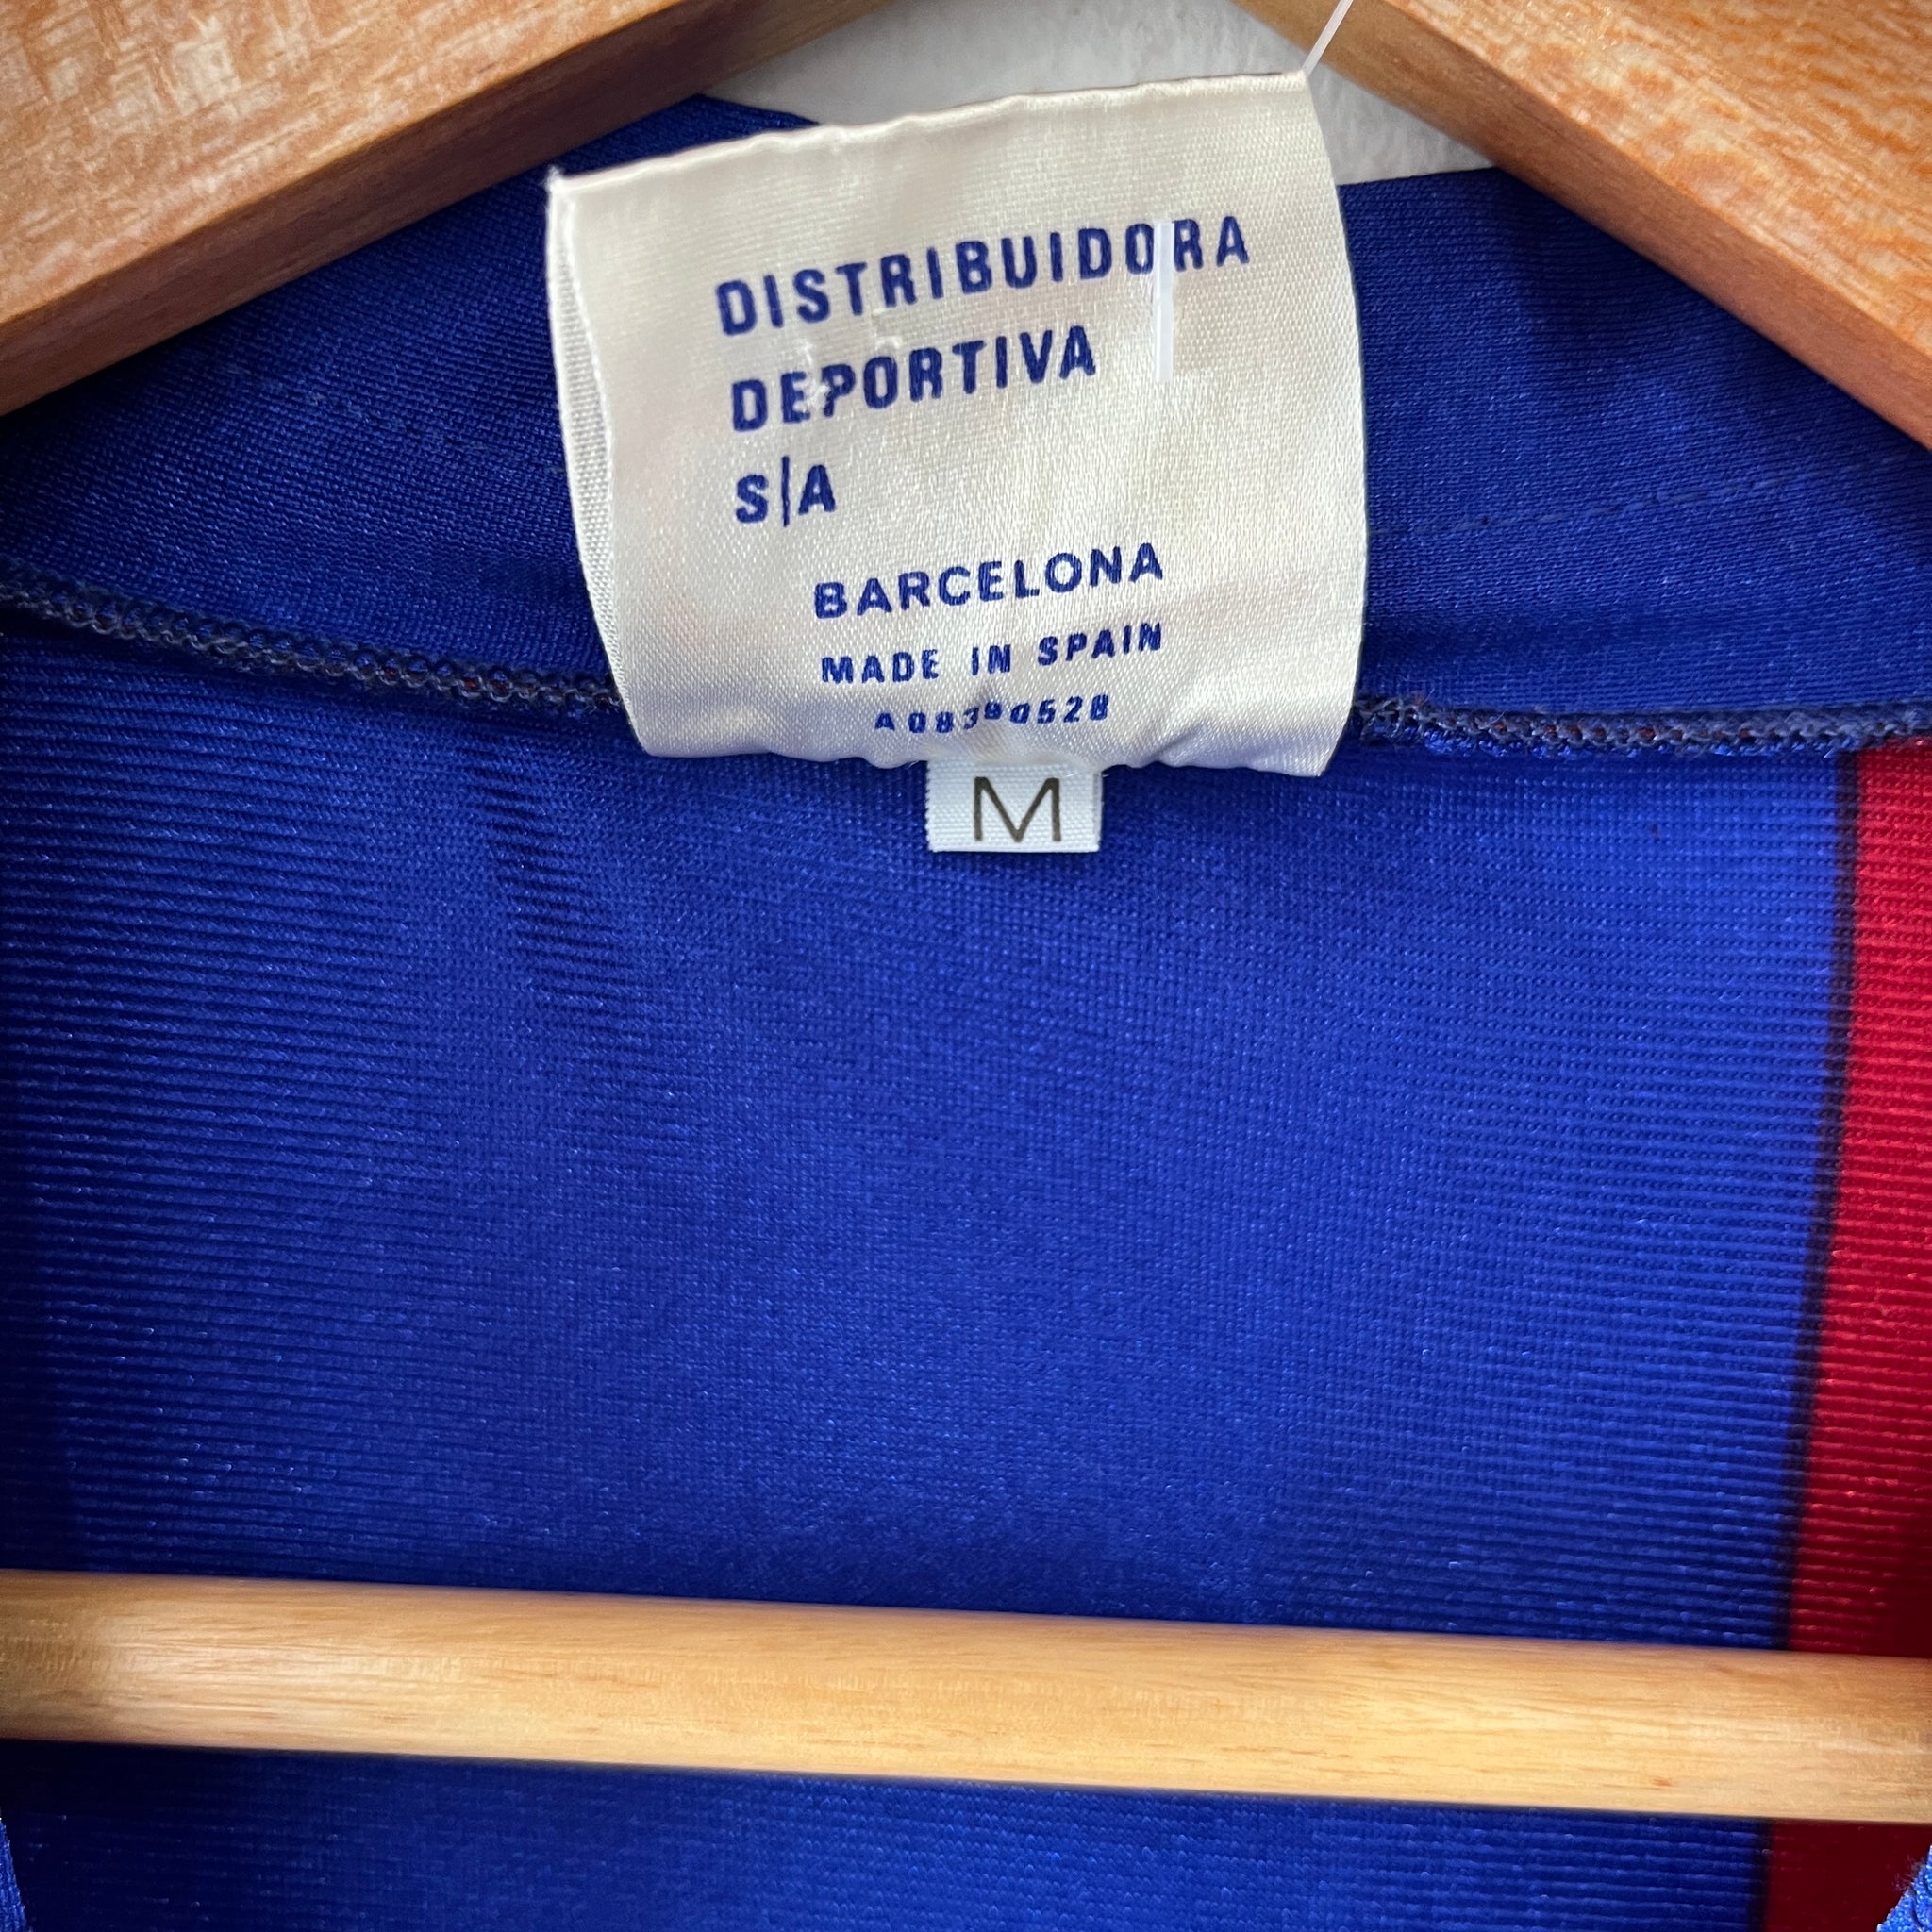 DISTRIBUIDORA
DEPORTIVA
S/A
BARCELONA
MADE IN SPAIN
M